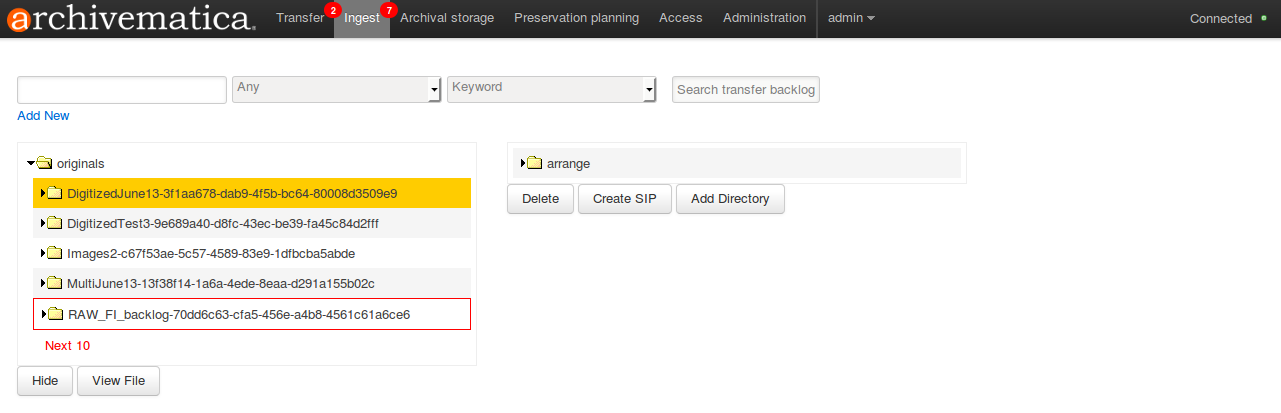 archivematica®
Transfer 2 Ingest 7 Archival storage Preservation planning Access Administration admin Connected
Any Keyword Search transfer backlog
Add New
originals
DigitizedJune13-3f1aa678-dab9-4f5b-bc64-80008d3509e9
DigitizedTest3-9e689a40-d8fc-43ec-be39-fa45c84d2fff
Images2-c67f53ae-5c57-4589-83e9-1dfbcba5abde
MultiJune13-13f38f14-1a6a-4ede-8eaa-d291a155b02c
RAW_FI_backlog-70dd6c63-cfa5-456e-a4b8-4561c61a6ce6
Next 10
Hide View File
arrange
Delete Create SIP Add Directory